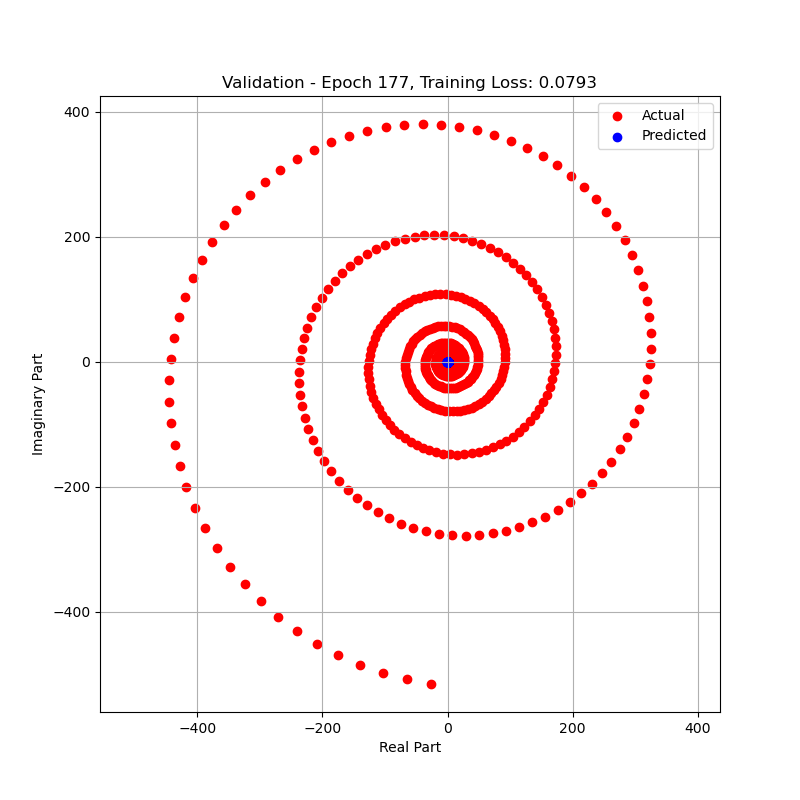 Validation - Epoch 177, Training Loss: 0.0793
Actual
Predicted
400
200
0
−200
−400
Imaginary Part
−400
−200
0
200
400
Real Part